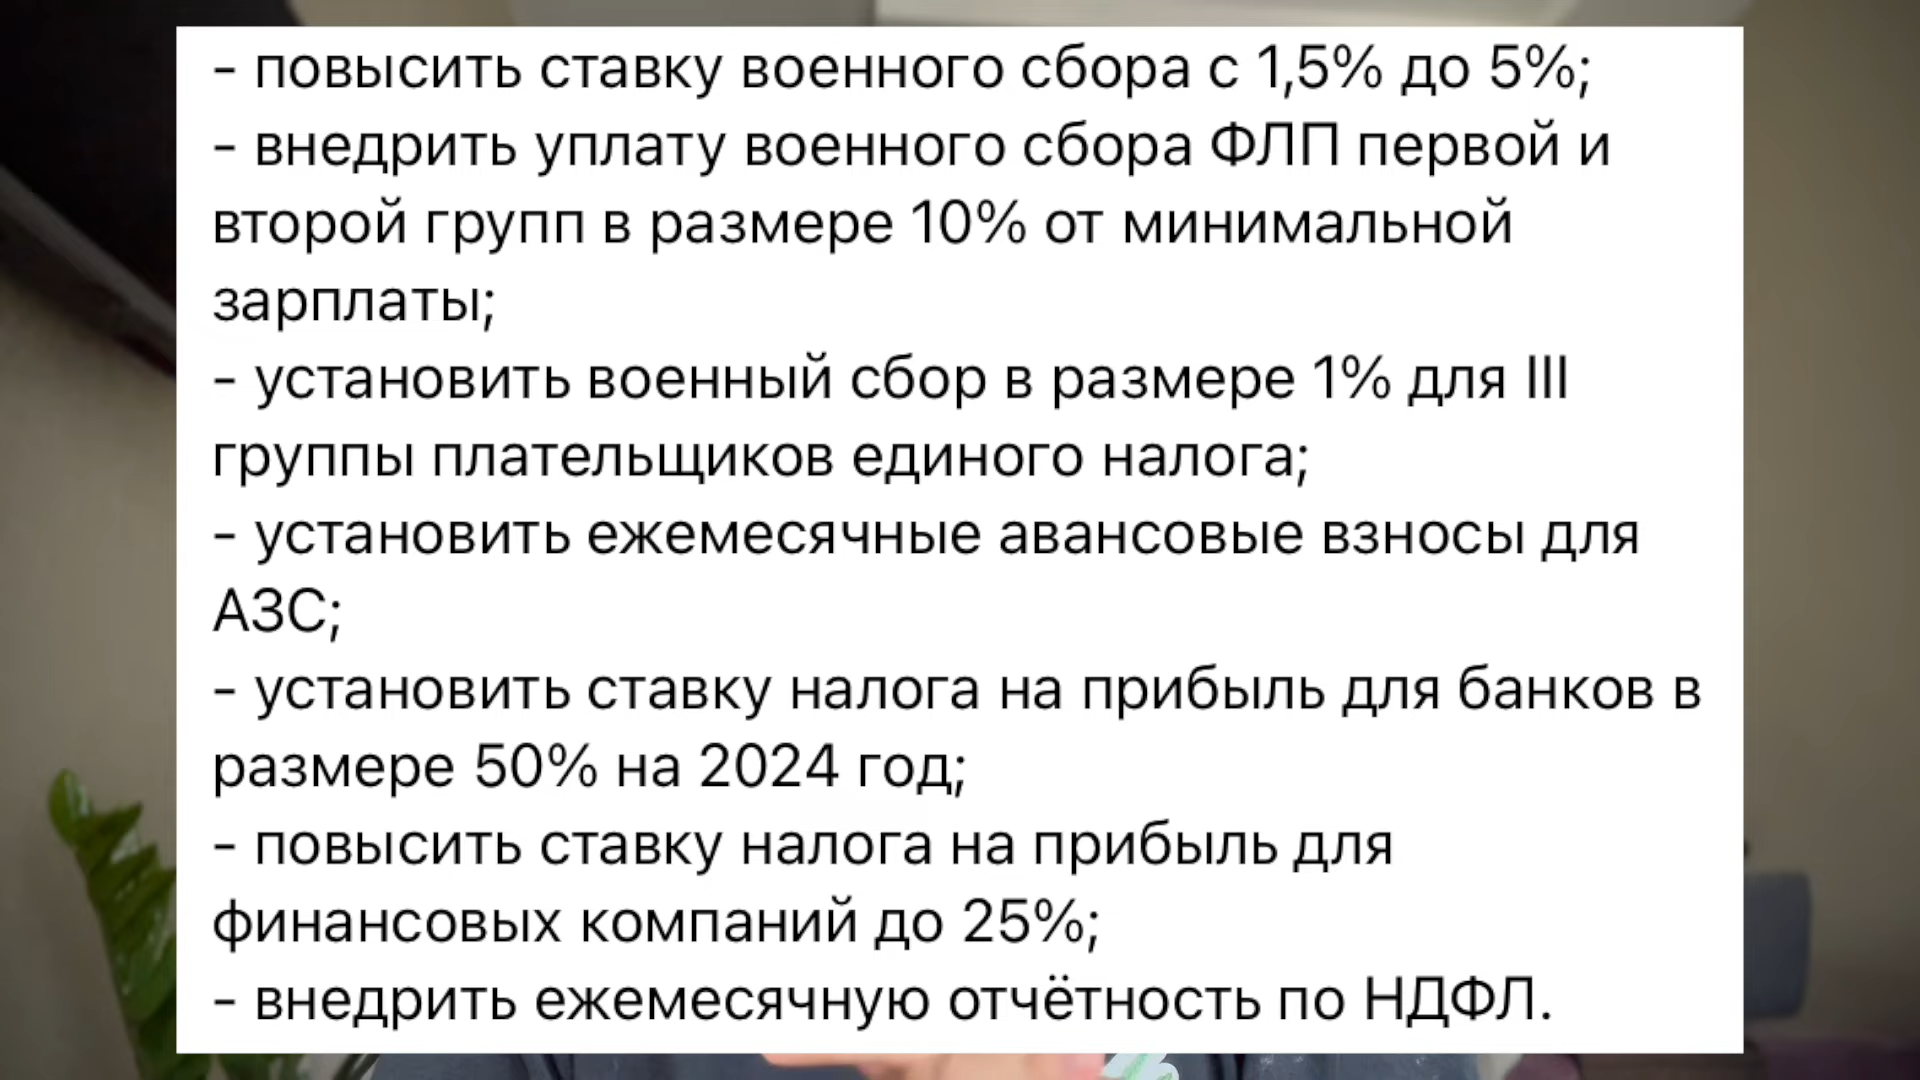 - повысить ставку военного сбора с 1,5% до 5%;
- внедрить уплату военного сбора ФЛП первой и
второй групп в размере 10% от минимальной
зарплаты;
- установить военный сбор в размере 1% для III
группы плательщиков единого налога;
- установить ежемесячные авансовые взносы для
АЗС;
- установить ставку налога на прибыль для банков в
размере 50% на 2024 год;
- повысить ставку налога на прибыль для
финансовых компаний до 25%;
- внедрить ежемесячную отчётность по НДФЛ.